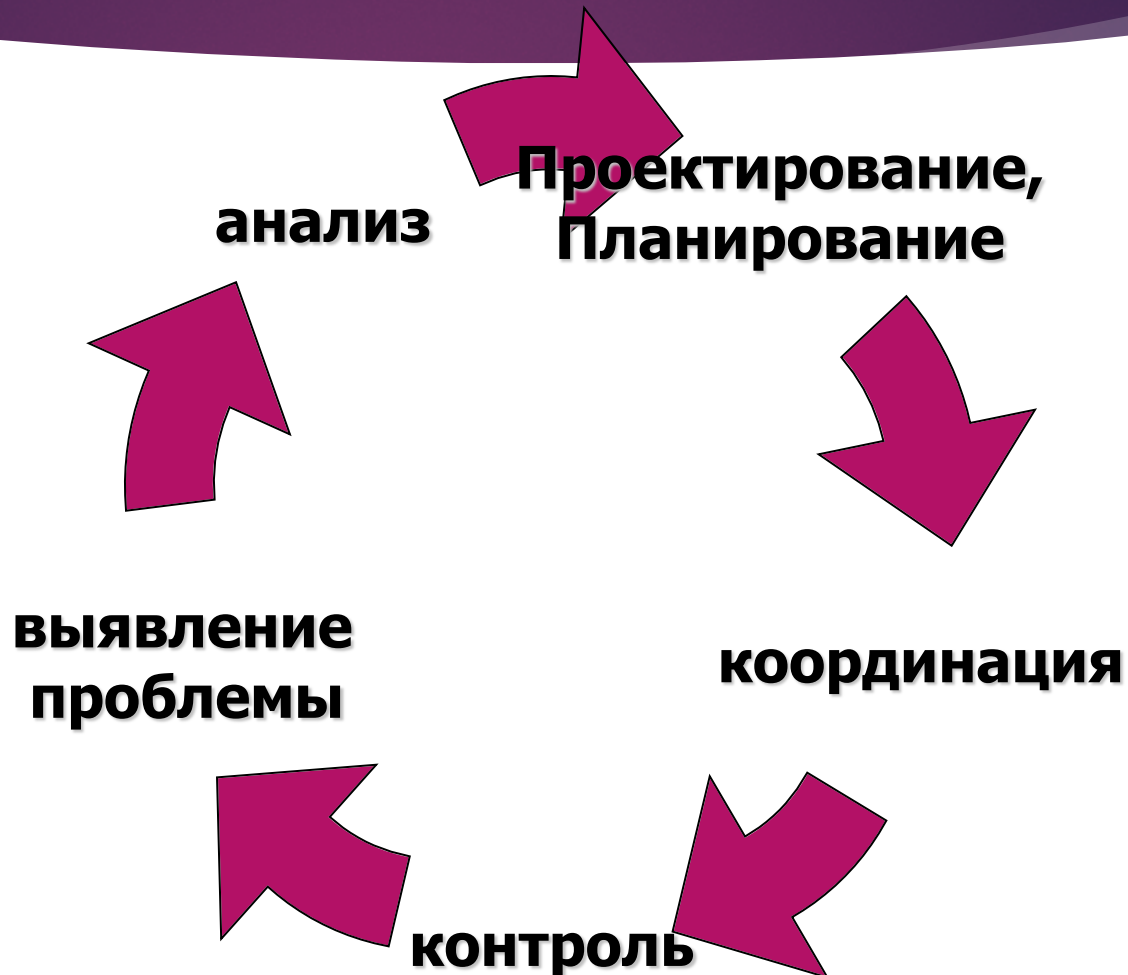 Проектирование,
Планирование
анализ
выявление
проблемы
координация
контроль